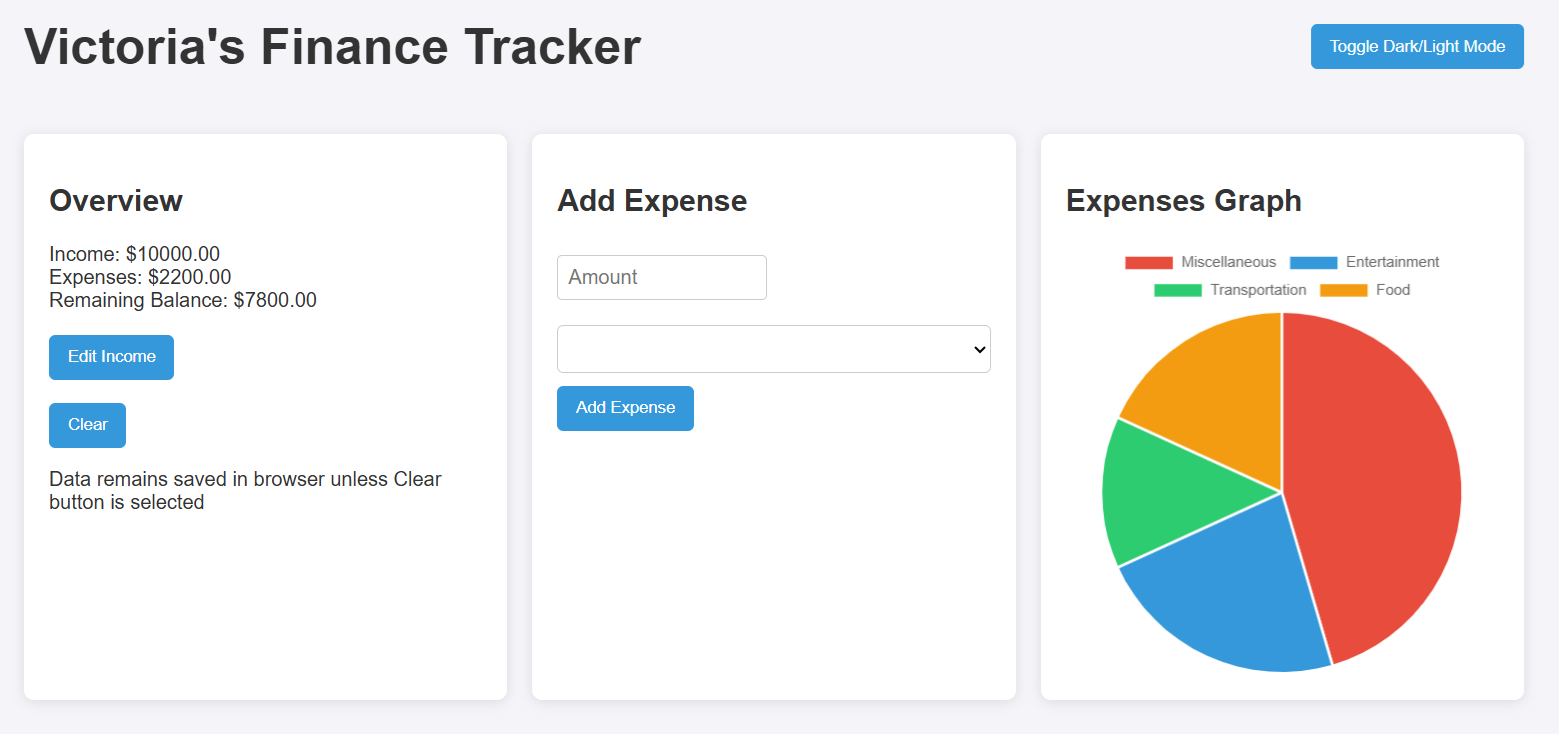 Victoria's Finance Tracker
Toggle Dark/Light Mode
Overview
Income: $10000.00
Expenses: $2200.00
Remaining Balance: $7800.00
Edit Income
Clear
Data remains saved in browser unless Clear
button is selected
Add Expense
Amount
Add Expense
Expenses Graph
Miscellaneous Entertainment
Transportation Food